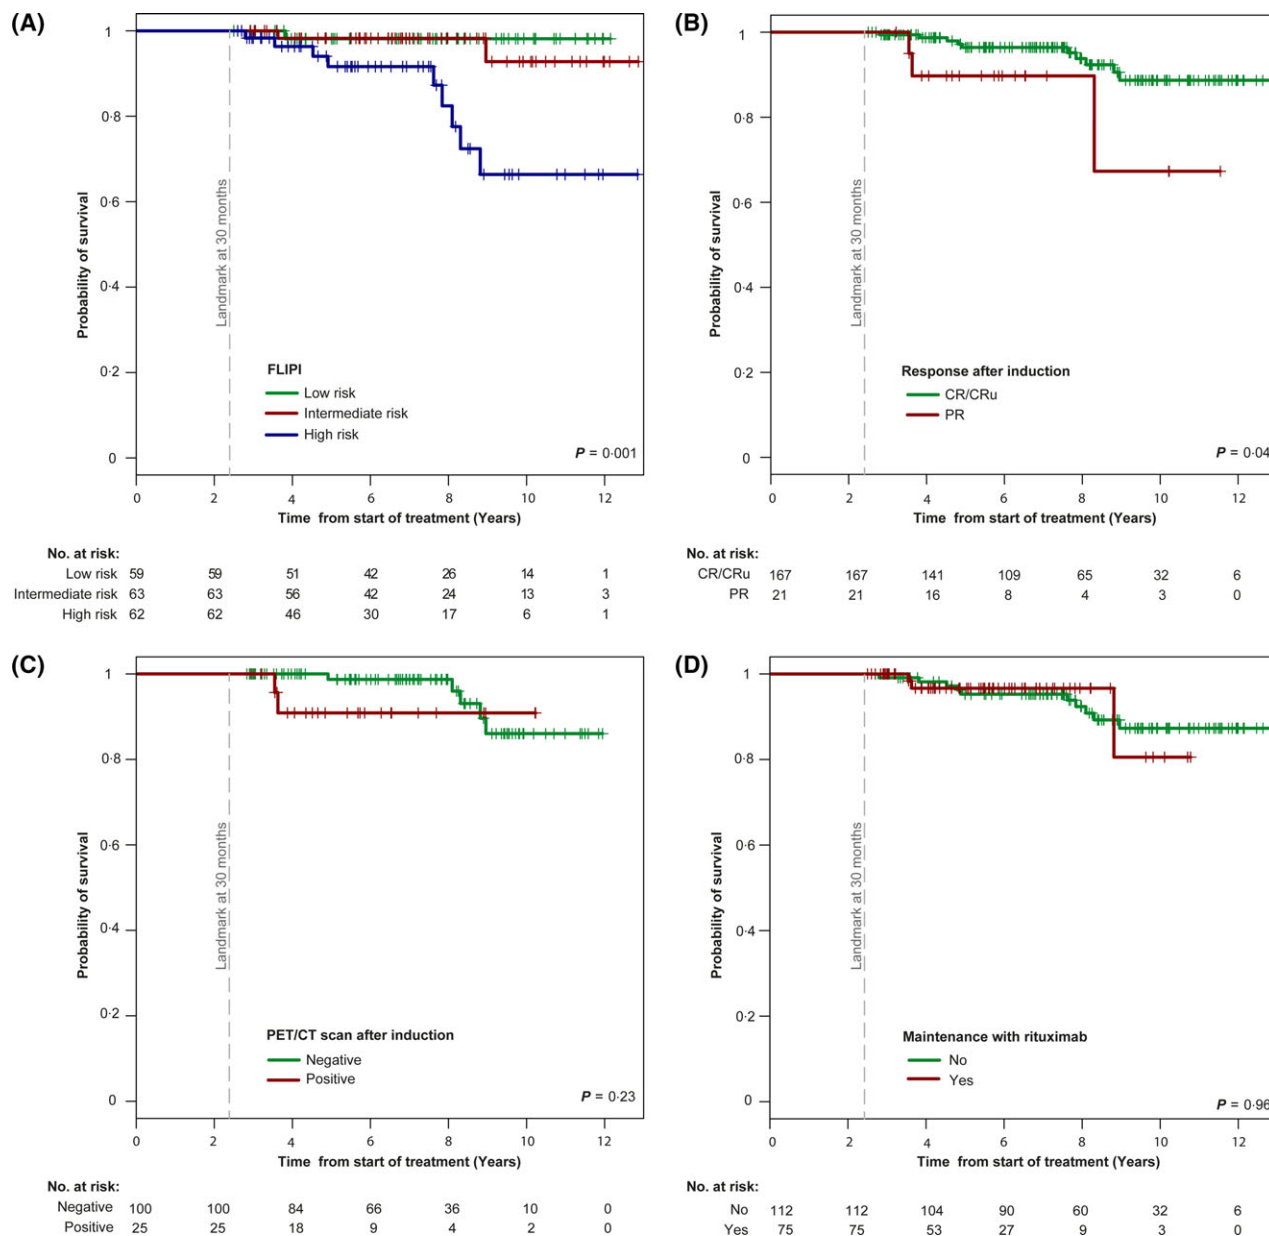 (A)
1
0·8
0·6
0·4
0·2
0
Probability of survival
Landmark at 30 months
FLIPI
Low risk
Intermediate risk
High risk
P = 0·001
0 2 4 6 8 10 12
Time from start of treatment (Years)
No. at risk:
Low risk 59 59 51 42 26 14 1
Intermediate risk 63 63 56 42 24 13 3
High risk 62 62 46 30 17 6 1
(B)
1
0·8
0·6
0·4
0·2
0
Probability of survival
Landmark at 30 months
Response after induction
CR/CRu
PR
P = 0·04
0 2 4 6 8 10 12
Time from start of treatment (Years)
No. at risk:
CR/CRu 167 167 141 109 65 32 6
PR 21 21 16 8 4 3 0
(C)
1
0·8
0·6
0·4
0·2
0
Probability of survival
Landmark at 30 months
PET/CT scan after induction
Negative
Positive
P = 0·23
0 2 4 6 8 10 12
Time from start of treatment (Years)
No. at risk:
Negative 100 100 84 66 36 10 0
Positive 25 25 18 9 4 2 0
(D)
1
0·8
0·6
0·4
0·2
0
Probability of survival
Landmark at 30 months
Maintenance with rituximab
No
Yes
P = 0·96
0 2 4 6 8 10 12
Time from start of treatment (Years)
No. at risk:
No 112 112 104 90 60 32 6
Yes 75 75 53 27 9 3 0